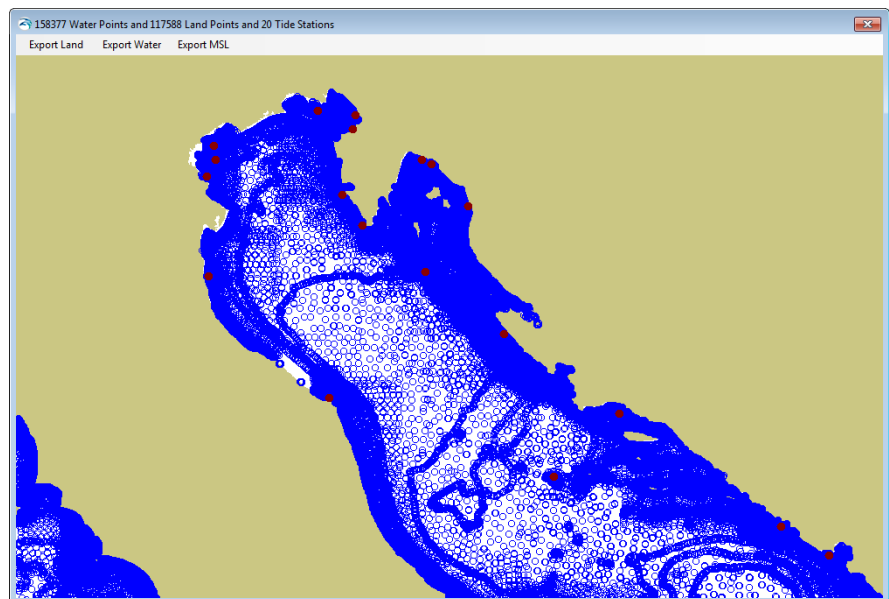 158377 Water Points and 117588 Land Points and 20 Tide Stations
Export Land Export Water Export MSL